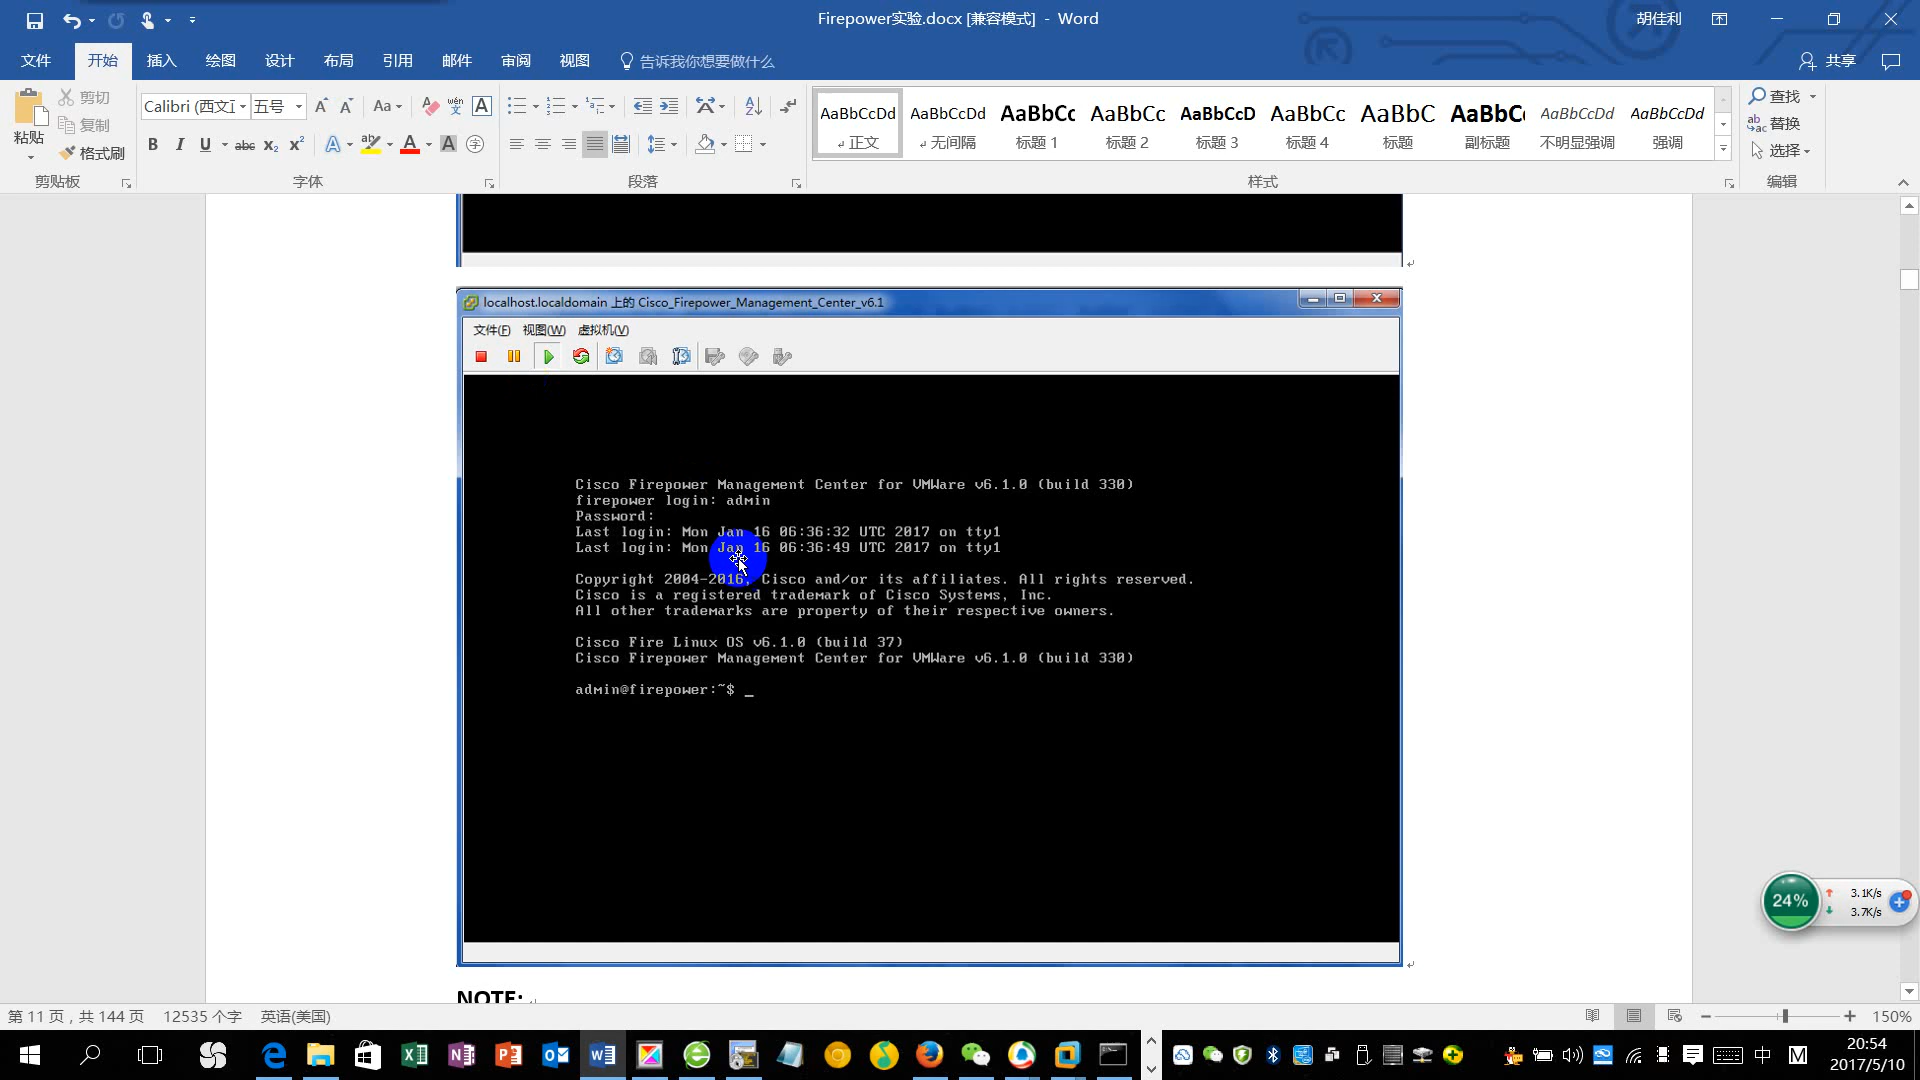 Firepower实验.docx [兼容模式] - Word
胡佳利
文件
开始
插入
绘图
设计
布局
引用
邮件
审阅
视图
告诉我你想要做什么
共享
粘贴
剪切
复制
格式刷
剪贴板
Calibri (西文正
五号
字体
段落
AaBbCcDd
正文
AaBbCcDd
无间隔
AaBbCc
标题 1
AaBbCc
标题 2
AaBbCcD
标题 3
AaBbCc
标题 4
AaBbC
标题
AaBbC
副标题
AaBbCcDd
不明显强调
AaBbCcDd
强调
样式
查找
替换
选择
编辑
localhost.localdomain 上的 Cisco_Firepower_Management_Center_v6.1
文件(F) 视图(W) 虚拟机(V)
Cisco Firepower Management Center for VMWare v6.1.0 (build 330)
firepower login: admin
Password:
Last login: Mon Jan 16 06:36:32 UTC 2017 on tty1
Last login: Mon Jan 16 06:36:49 UTC 2017 on tty1
Copyright 2004-2016, Cisco and/or its affiliates. All rights reserved.
Cisco is a registered trademark of Cisco Systems, Inc.
All other trademarks are property of their respective owners.
Cisco Fire Linux OS v6.1.0 (build 37)
Cisco Firepower Management Center for VMWare v6.1.0 (build 330)
admin@firepower:~$ _
24%
3.1K/s
3.7K/s
NOTE:
第 11 页，共 144 页 12535 个字 英语(美国)
150%
中
M
20:54
2017/5/10